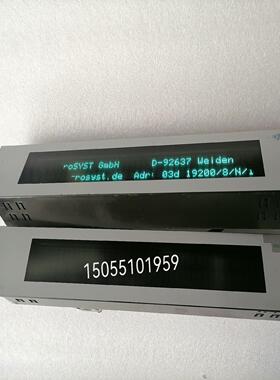 roSYST GmbH D-92637 Weiden
rosyst.de Adr: 03d 19200/8/N/
15055101959